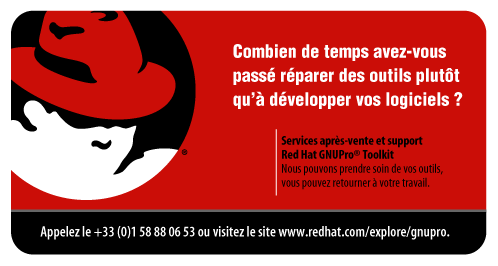 Combien de temps avez-vous
passé réparer des outils plutôt
qu'à développer vos logiciels ?
Services après-vente et support
Red Hat GNUPro® Toolkit
Nous pouvons prendre soin de vos outils,
vous pouvez retourner à votre travail.
Appelez le +33 (0)1 58 88 06 53 ou visitez le site www.redhat.com/explore/gnupro.